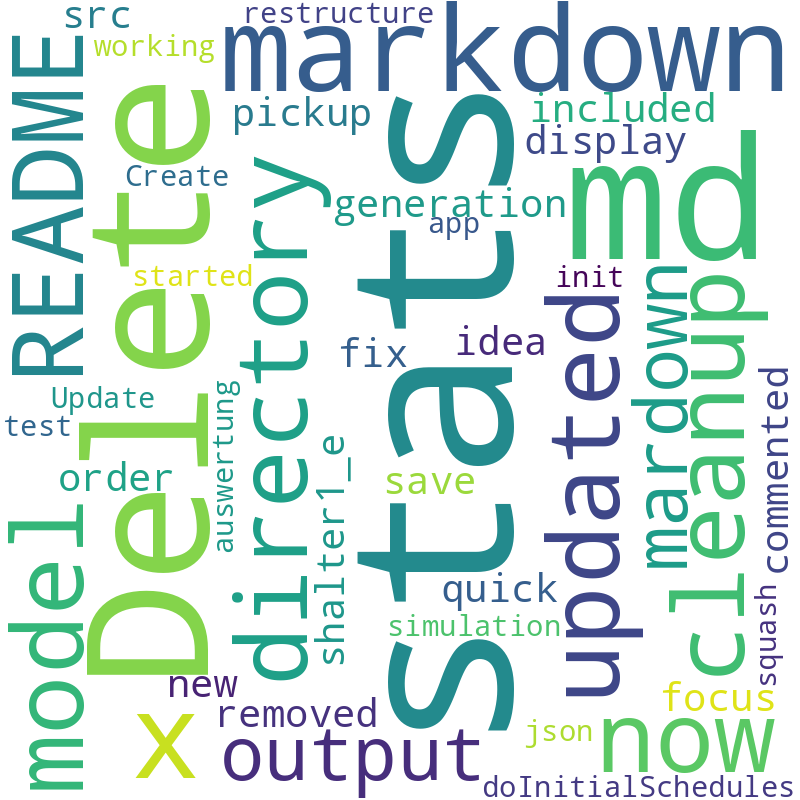 src
restructure
working
markdown
README
Delete
stats
pickup
included
display
md
Create
directory
generation
app
started
init
updated
mardown
cleanup
fix
idea
commented
Update
test
auswertung
order
shalter1_e
save
model
quick
simulation
squash
new
removed
x
output
focus
now
json
doInitialSchedules